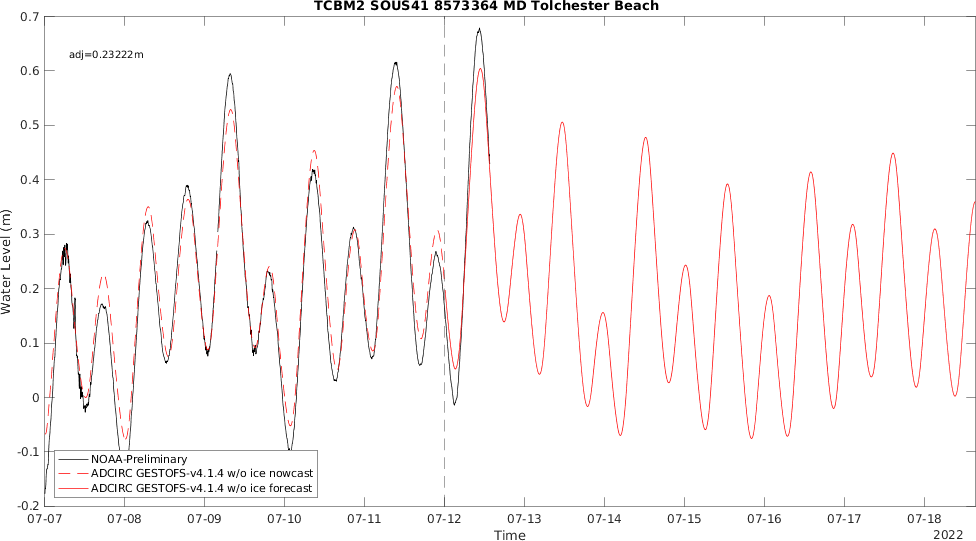 TCBM2 SOUS41 8573364 MD Tolchester Beach
0.7
adj=0.23222m
0.6
0.5
0.4
0.3
0.2
0.1
0
-0.1
-0.2
Water Level (m)
NOAA-Preliminary
ADCIRC GESTOFS-v4.1.4 w/o ice nowcast
ADCIRC GESTOFS-v4.1.4 w/o ice forecast
07-07 07-08 07-09 07-10 07-11 07-12 07-13 07-14 07-15 07-16 07-17 07-18
Time
2022